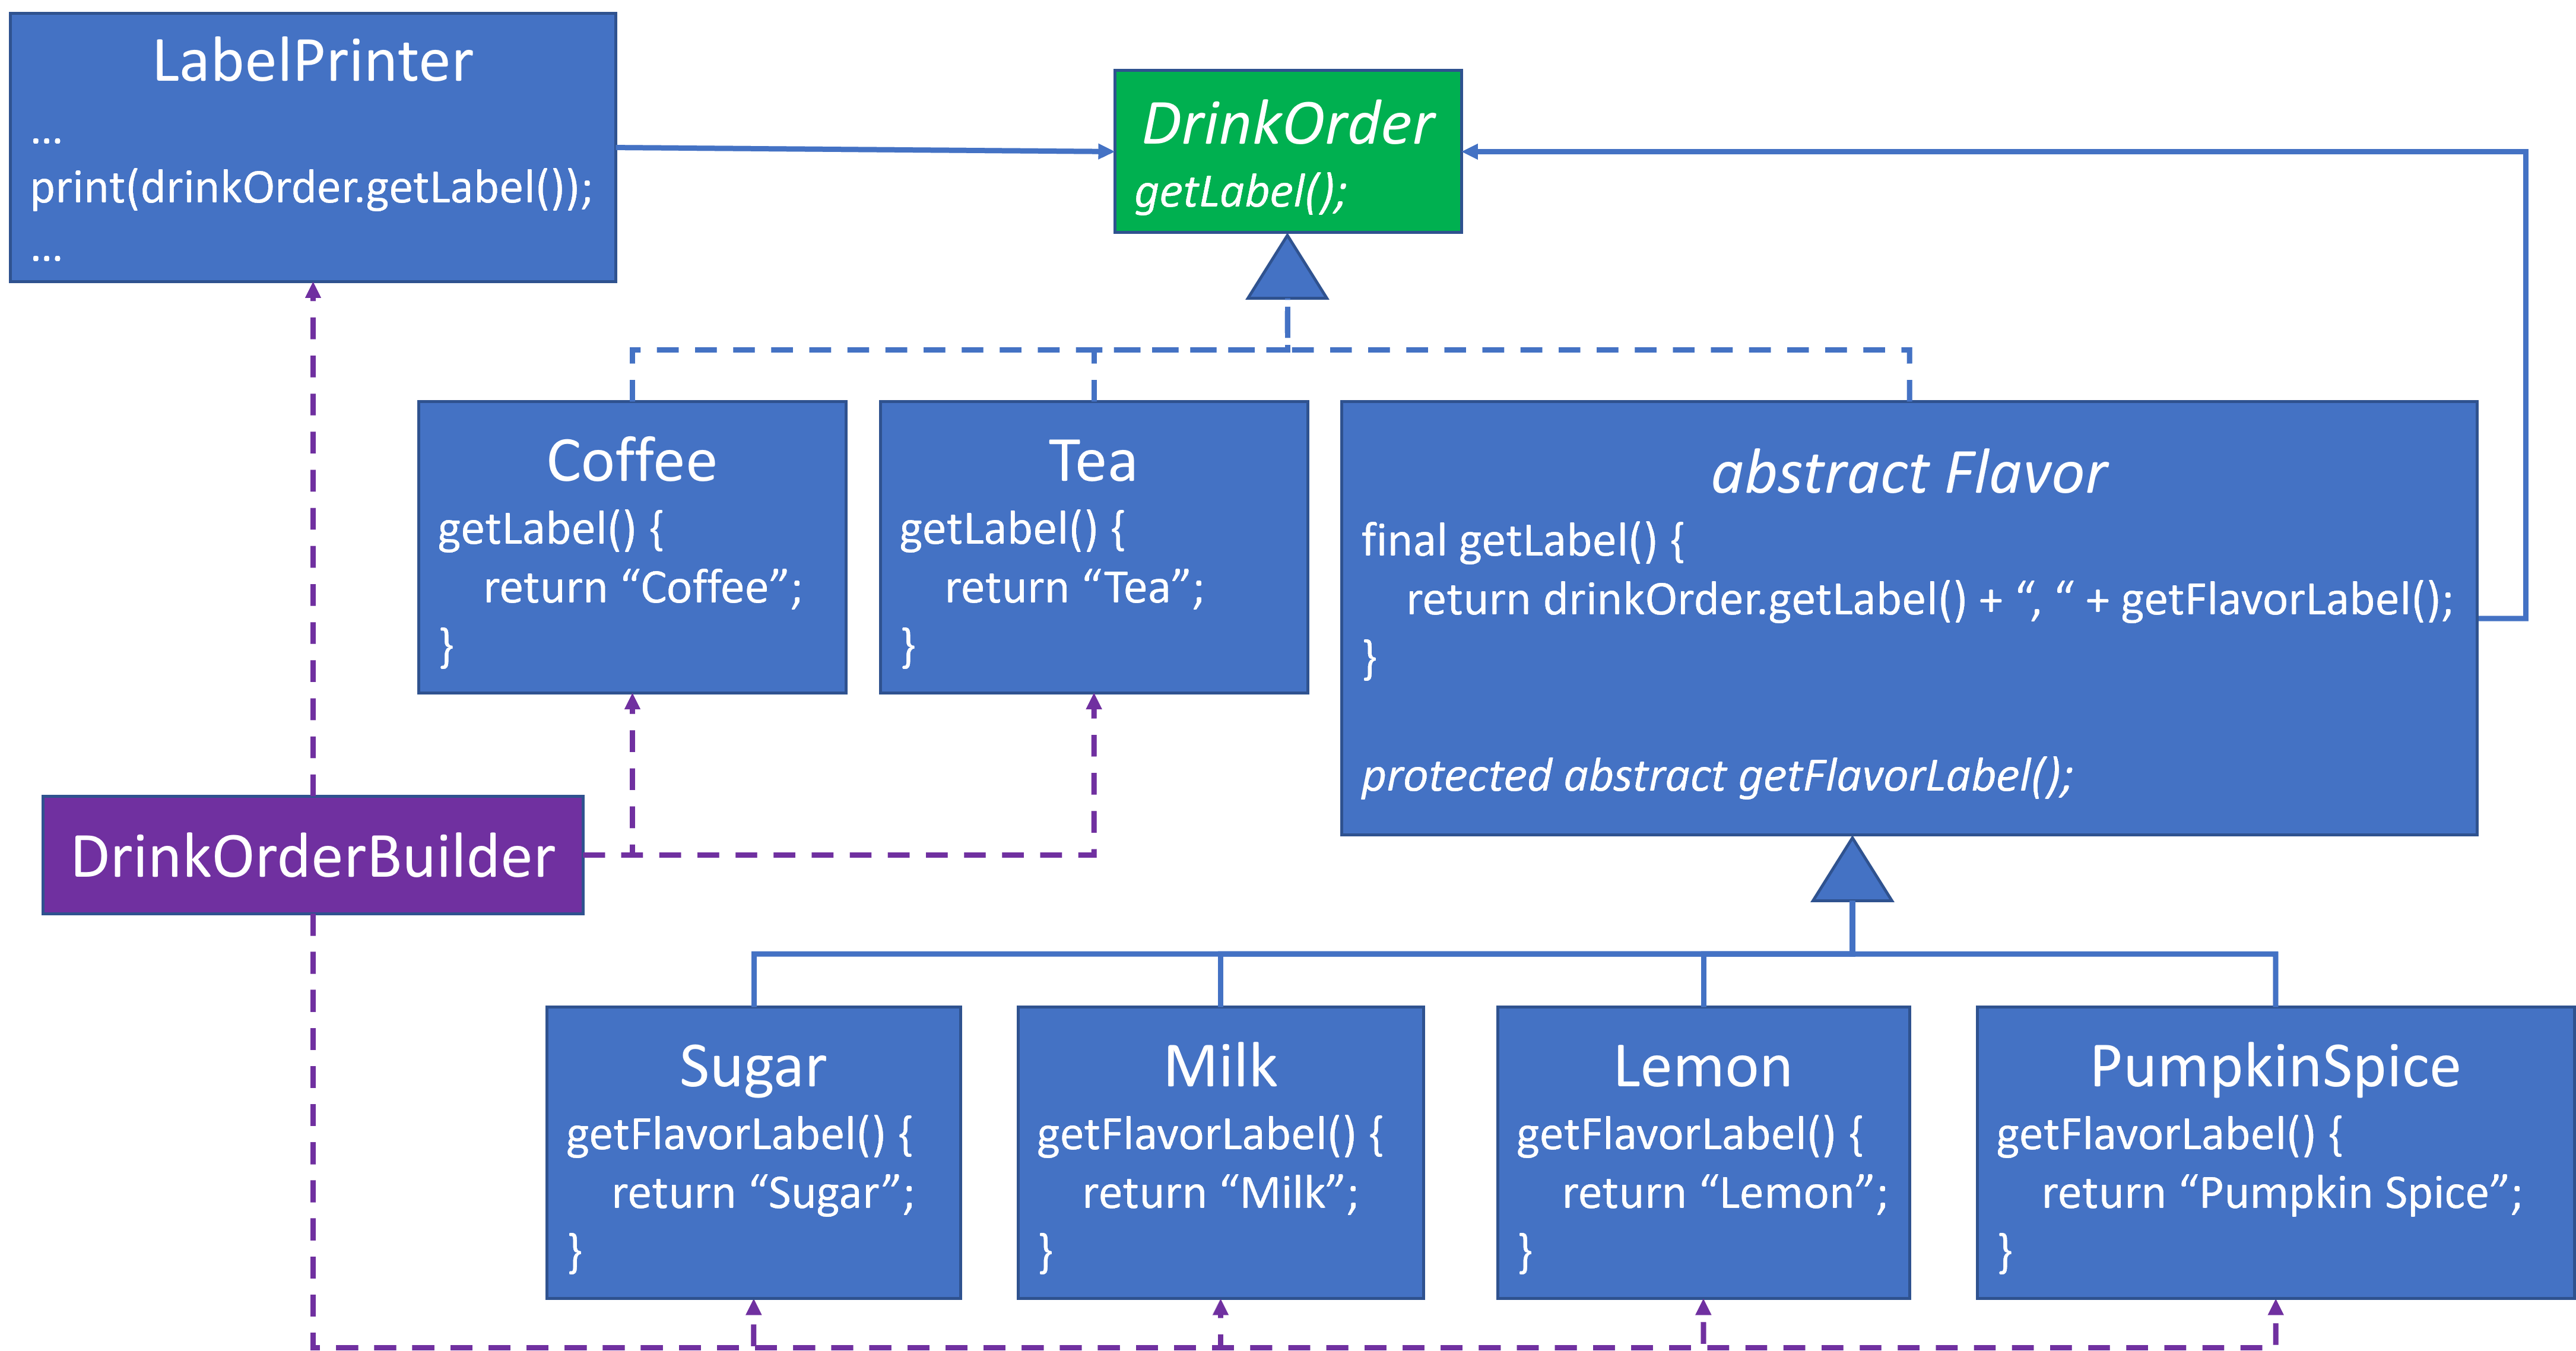 LabelPrinter
...
print(drinkOrder.getLabel());
...
DrinkOrder
getLabel();
Coffee
getLabel() {
return “Coffee”;
}
Tea
getLabel() {
return “Tea”;
}
abstract Flavor
final getLabel() {
return drinkOrder.getLabel() + “, “ + getFlavorLabel();
}
protected abstract getFlavorLabel();
DrinkOrderBuilder
Sugar
getFlavorLabel() {
return “Sugar”;
}
Milk
getFlavorLabel() {
return “Milk”;
}
Lemon
getFlavorLabel() {
return “Lemon”;
}
PumpkinSpice
getFlavorLabel() {
return “Pumpkin Spice”;
}